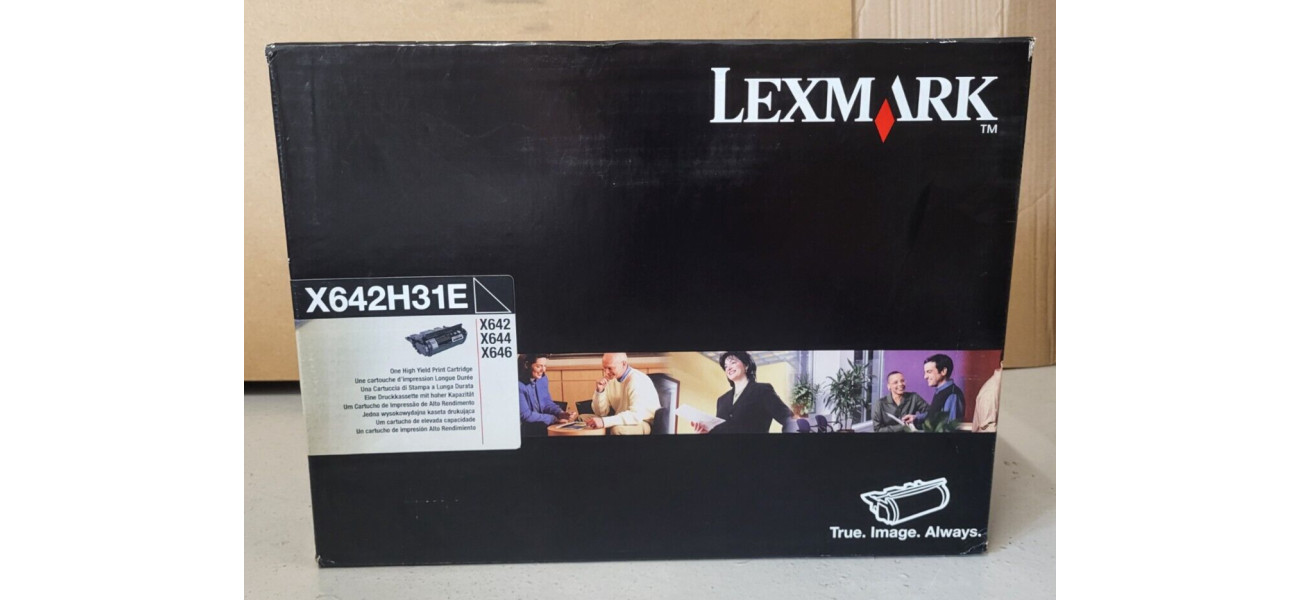 LEXMARK
TM
X642H31E
X642
X644
X646
One High Yield Print Cartridge
Une cartouche d'impression Longue Durée
Una Cartuccia di Stampa a Lunga Durata
Eine Druckkassette mit hoher Kapazität
Um Cartucho de Impressão de Alto Rendimento
Jedna wysokowydajna kaseta drukująca
Um cartucho de elevada capacidade
Un cartucho de impresión Alto Rendimiento
True. Image. Always.